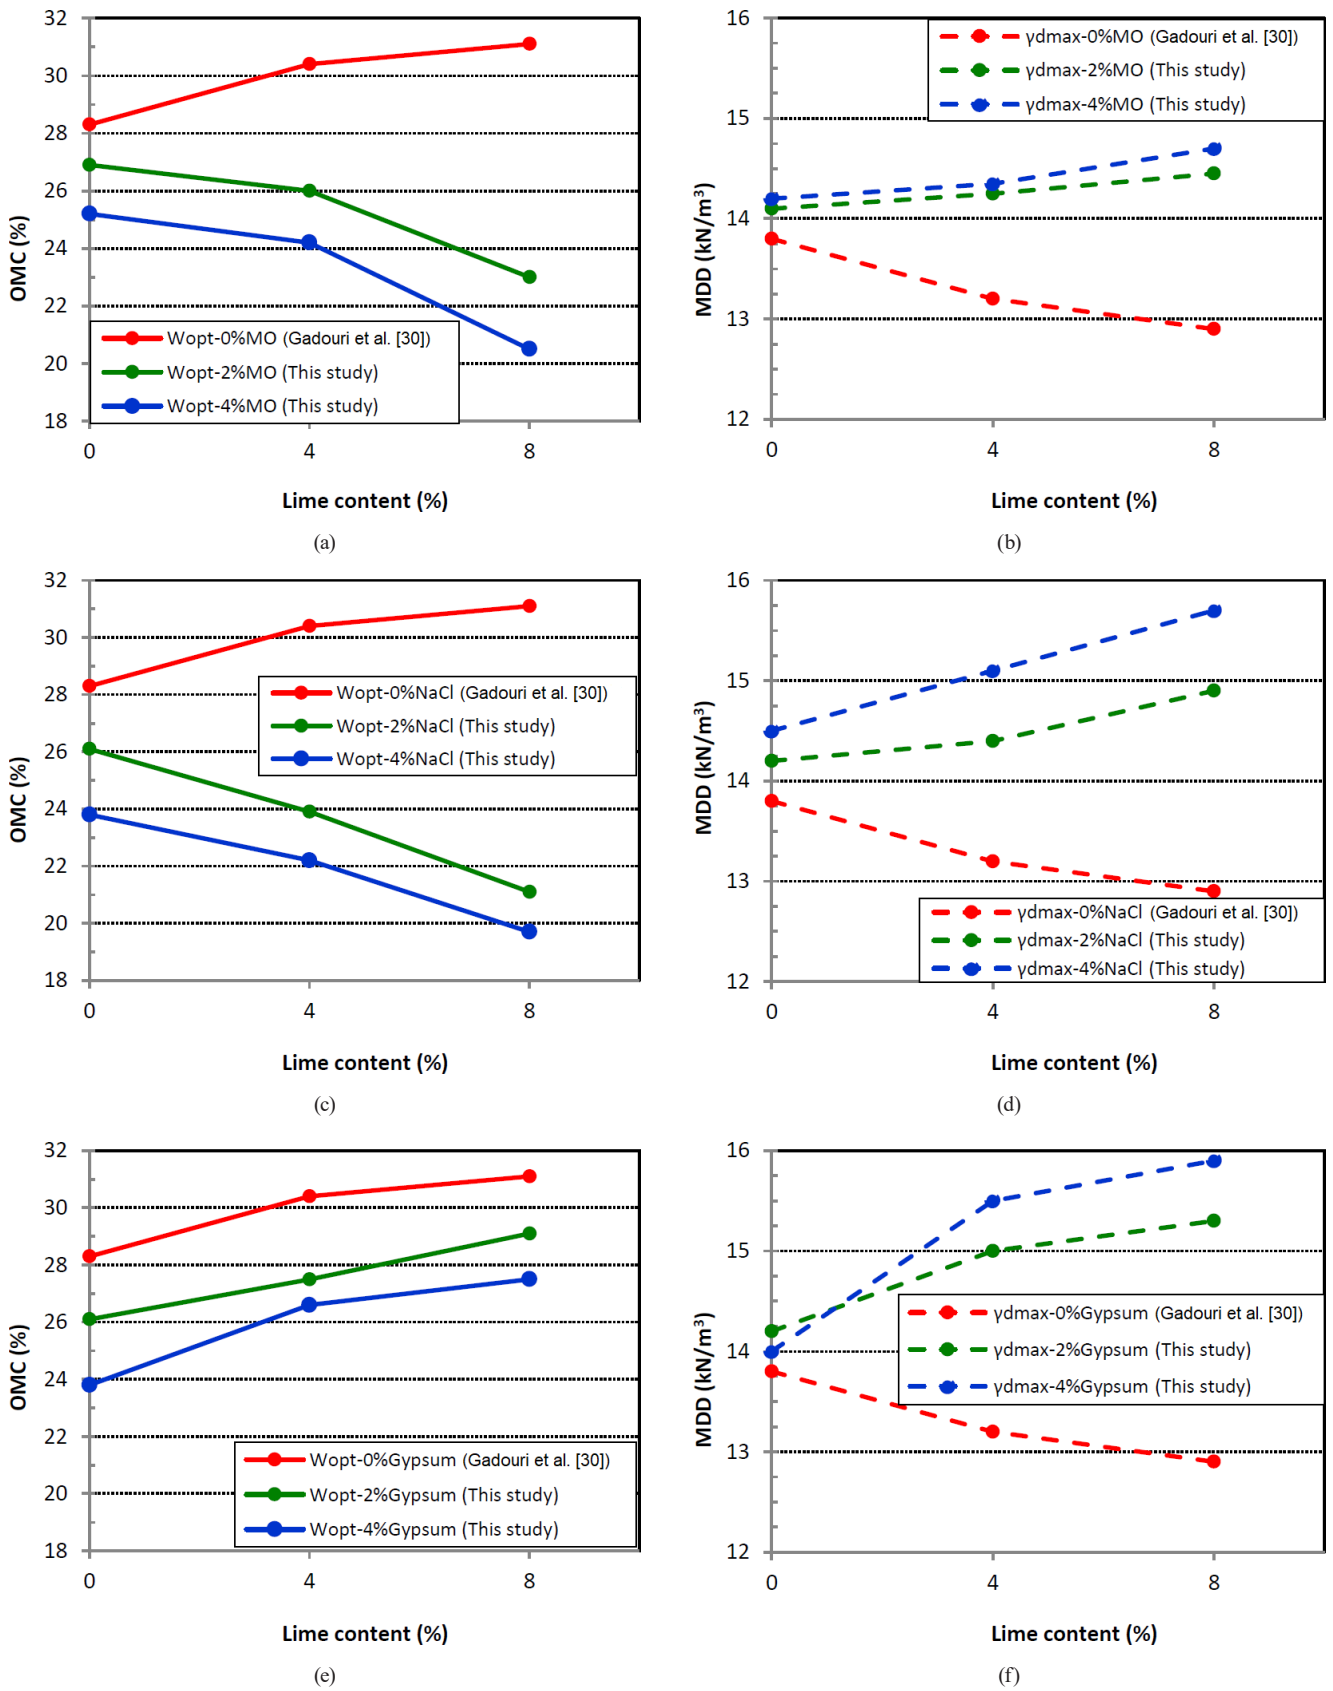 32
30
28
26
24
22
20
18
OMC (%)
Wopt-0%MO (Gadouri et al. [30])
Wopt-2%MO (This study)
Wopt-4%MO (This study)
0 4 8
Lime content (%)
(a)
16
15
14
13
12
MDD (kN/m³)
γdmax-0%MO (Gadouri et al. [30])
γdmax-2%MO (This study)
γdmax-4%MO (This study)
0 4 8
Lime content (%)
(b)
32
30
28
26
24
22
20
18
OMC (%)
Wopt-0%NaCl (Gadouri et al. [30])
Wopt-2%NaCl (This study)
Wopt-4%NaCl (This study)
0 4 8
Lime content (%)
(c)
16
15
14
13
12
MDD (kN/m³)
γdmax-0%NaCl (Gadouri et al. [30])
γdmax-2%NaCl (This study)
γdmax-4%NaCl (This study)
0 4 8
Lime content (%)
(d)
32
30
28
26
24
22
20
18
OMC (%)
Wopt-0%Gypsum (Gadouri et al. [30])
Wopt-2%Gypsum (This study)
Wopt-4%Gypsum (This study)
0 4 8
Lime content (%)
(e)
16
15
14
13
12
MDD (kN/m³)
γdmax-0%Gypsum (Gadouri et al. [30])
γdmax-2%Gypsum (This study)
γdmax-4%Gypsum (This study)
0 4 8
Lime content (%)
(f)